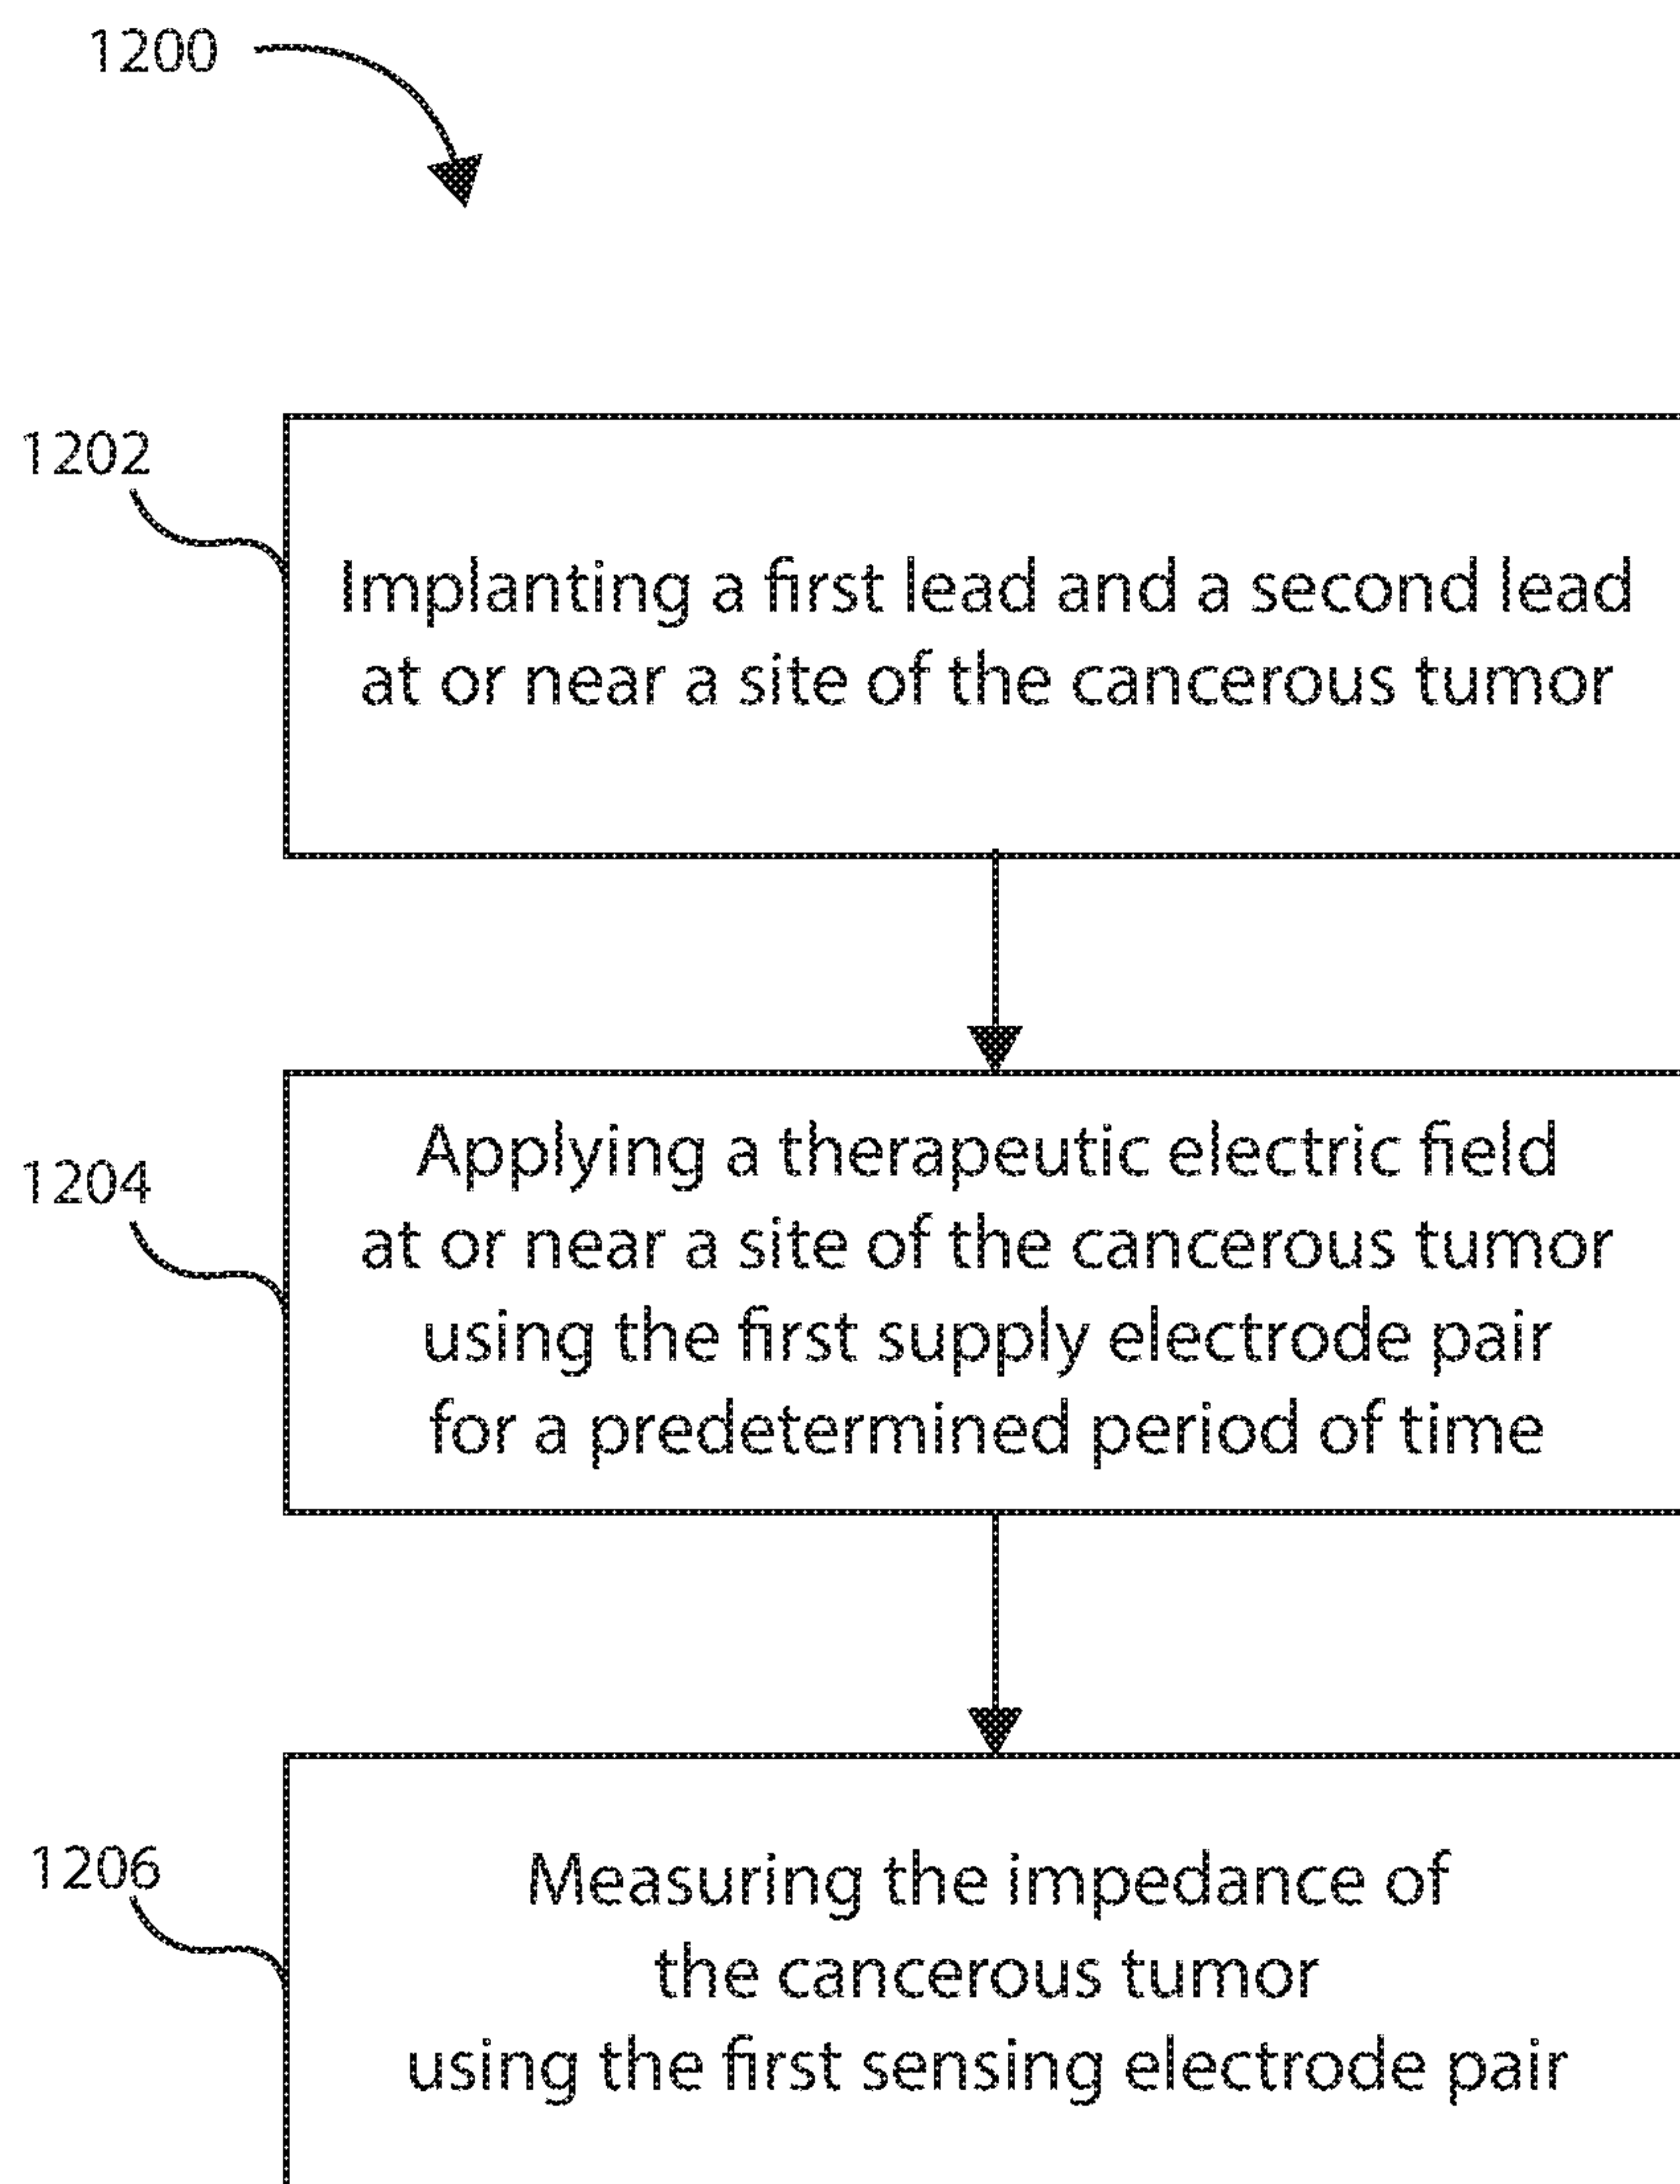 1200
1202
Implanting a first lead and a second lead
at or near a site of the cancerous tumor
1204
Applying a therapeutic electric field
at or near a site of the cancerous tumor
using the first supply electrode pair
for a predetermined period of time
1206
Measuring the impedance of
the cancerous tumor
using the first sensing electrode pair